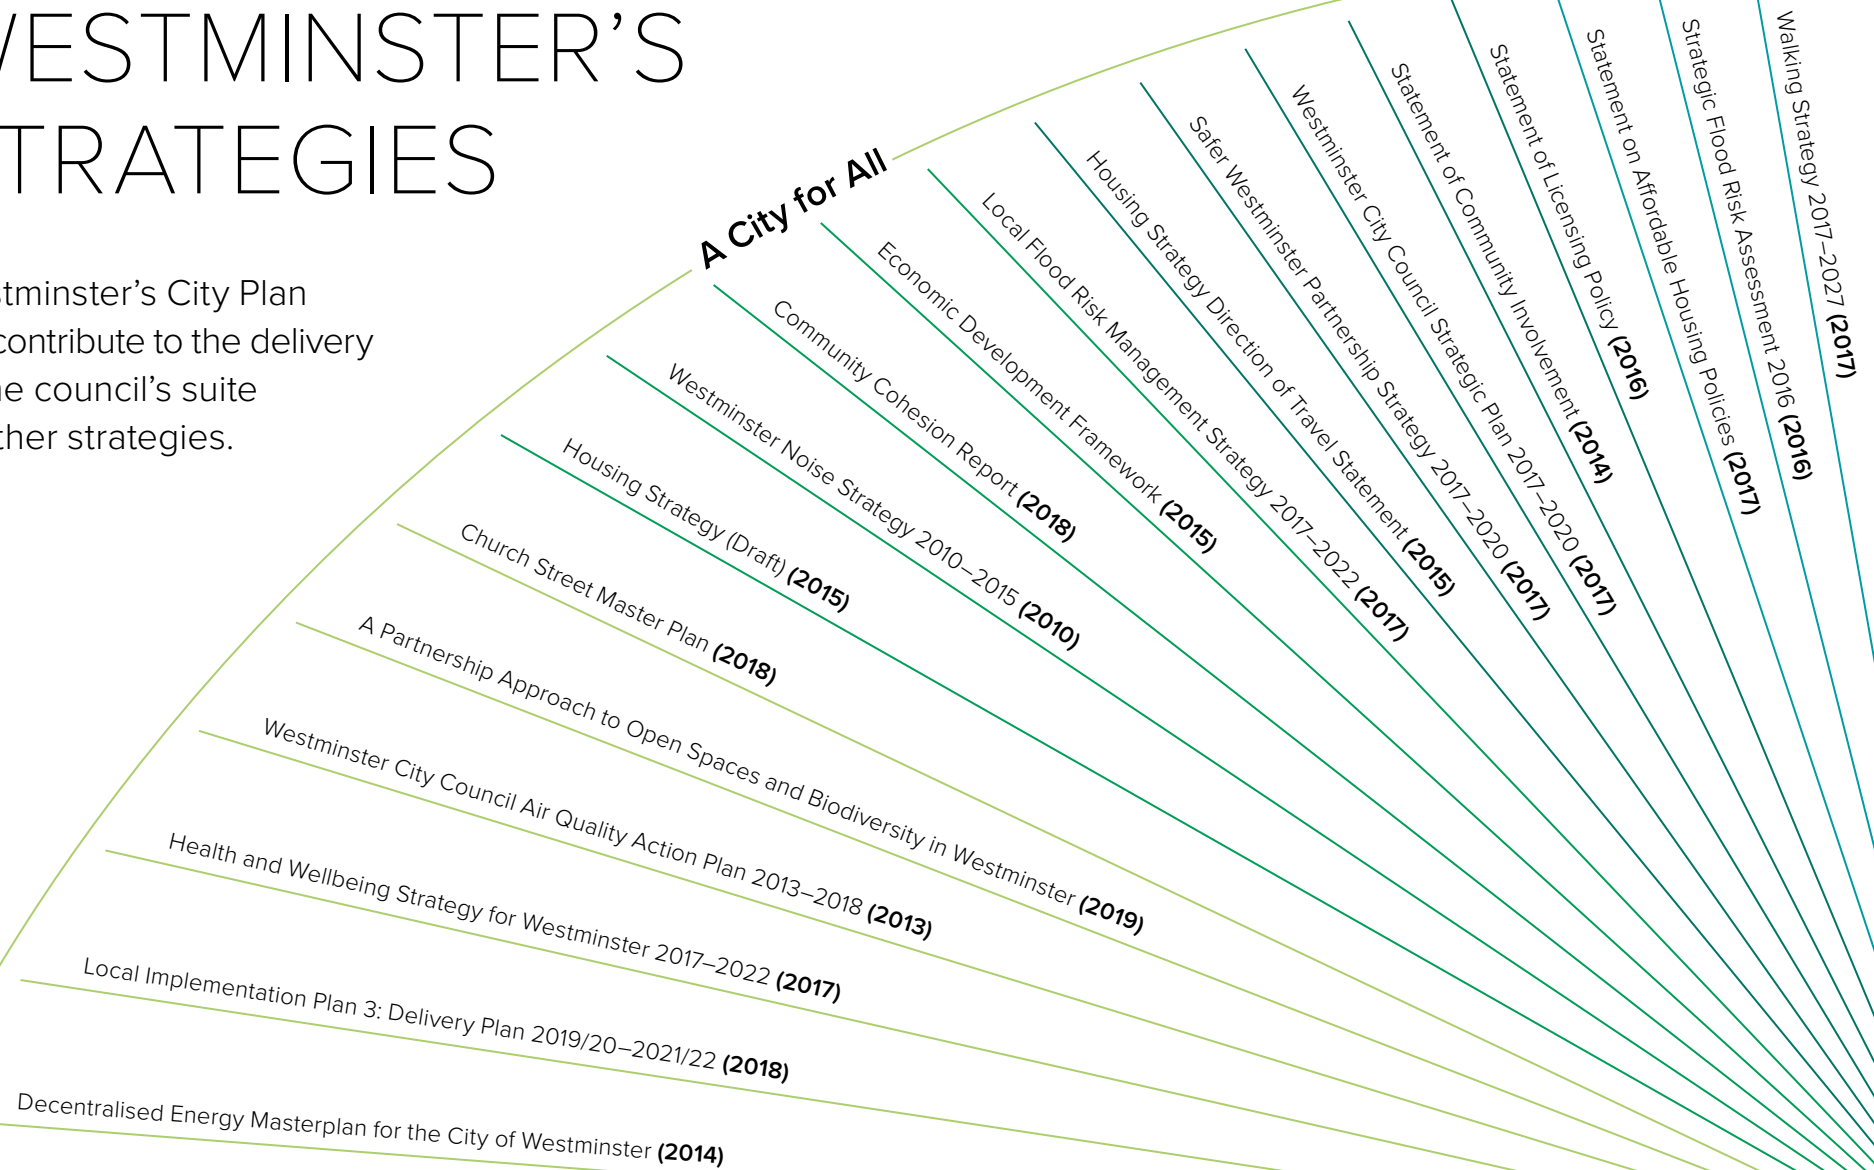 WESTMINSTER’S
TRATEGIES
stminster’s City Plan
contribute to the delivery
ne council’s suite
ther strategies.
A City for All
Decentralised Energy Masterplan for the City of Westminster (2014)
Local Implementation Plan 3: Delivery Plan 2019/20–2021/22 (2018)
Health and Wellbeing Strategy for Westminster 2017–2022 (2017)
Westminster City Council Air Quality Action Plan 2013–2018 (2013)
A Partnership Approach to Open Spaces and Biodiversity in Westminster (2019)
Church Street Master Plan (2018)
Housing Strategy (Draft) (2015)
Westminster Noise Strategy 2010–2015 (2010)
Community Cohesion Report (2018)
Economic Development Framework (2015)
Local Flood Risk Management Strategy 2017–2022 (2017)
Housing Strategy Direction of Travel Statement (2015)
Safer Westminster Partnership Strategy 2017–2020 (2017)
Westminster City Council Strategic Plan 2017–2020 (2017)
Statement of Community Involvement (2014)
Statement of Licensing Policy (2016)
Statement on Affordable Housing Policies (2017)
Strategic Flood Risk Assessment 2016 (2016)
Walking Strategy 2017–2027 (2017)